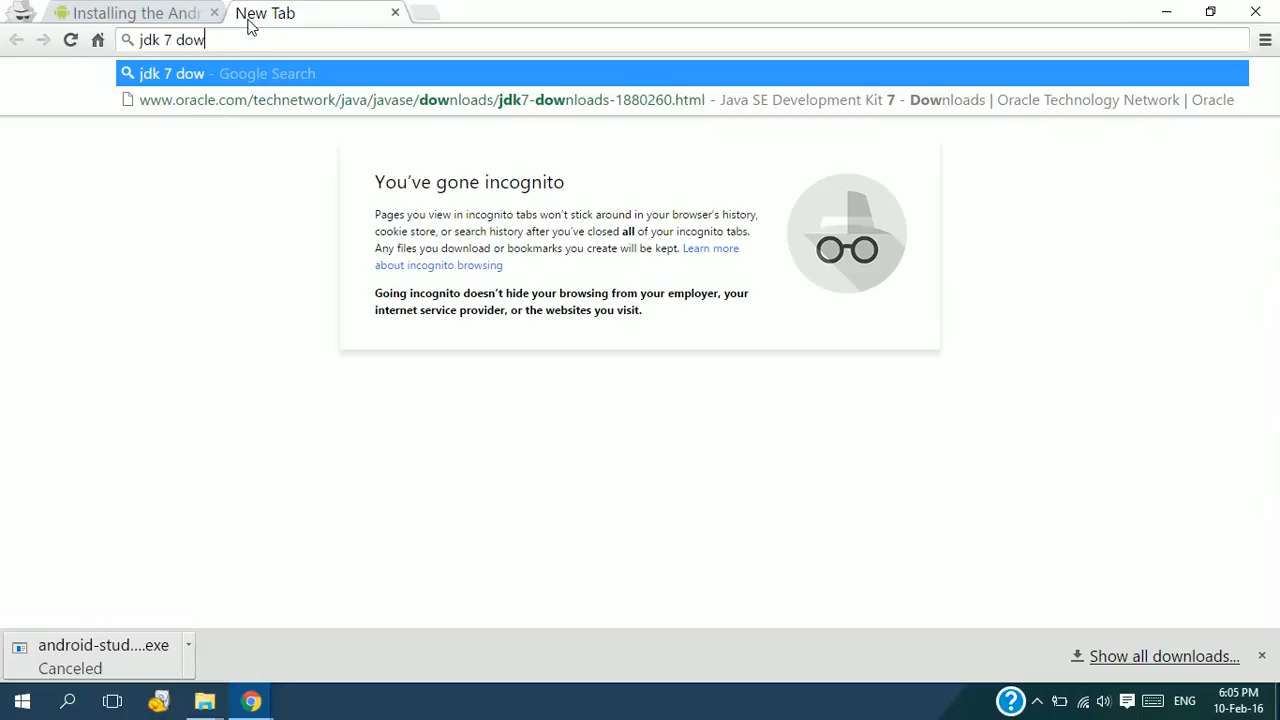 Installing the Andr
New Tab
jdk 7 dow
jdk 7 dow - Google Search
www.oracle.com/technetwork/java/javase/downloads/jdk7-downloads-1880260.html - Java SE Development Kit 7 - Downloads | Oracle Technology Network | Oracle
You've gone incognito
Pages you view in incognito tabs won't stick around in your browser's history,
cookie store, or search history after you've closed all of your incognito tabs.
Any files you download or bookmarks you create will be kept. Learn more
about incognito browsing
Going incognito doesn't hide your browsing from your employer, your
internet service provider, or the websites you visit.
android-stud....exe
Canceled
Show all downloads...
ENG
6:05 PM
10-Feb-16